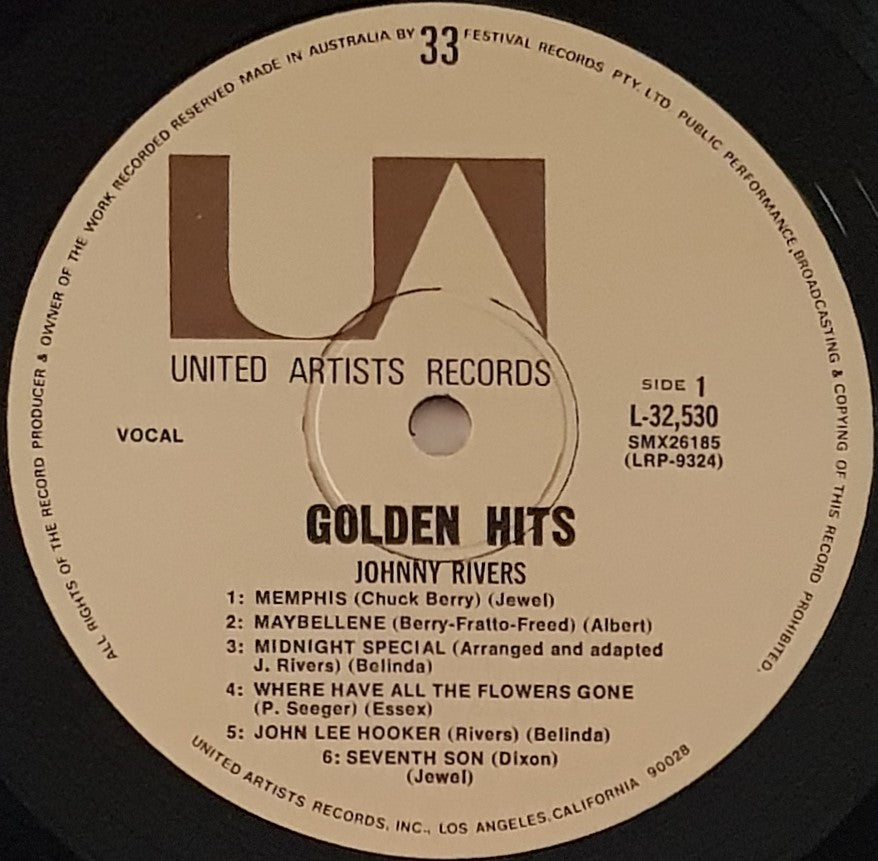 ALL RIGHTS OF THE RECORD PRODUCER & OWNER OF THE WORK RECORDED RESERVED MADE IN AUSTRALIA BY 33 FESTIVAL RECORDS PTY. LTD PUBLIC PERFORMANCE, BROADCASTING & COPYING OF THIS RECORD PROHIBITED.
UA
UNITED ARTISTS RECORDS
SIDE 1
L-32,530
VOCAL
SMX26185
(LRP-9324)
GOLDEN HITS
JOHNNY RIVERS
1: MEMPHIS (Chuck Berry) (Jewel)
2: MAYBELLENE (Berry-Fratto-Freed) (Albert)
3: MIDNIGHT SPECIAL (Arranged and adapted
J. Rivers) (Belinda)
4: WHERE HAVE ALL THE FLOWERS GONE
(P. Seeger) (Essex)
5: JOHN LEE HOOKER (Rivers) (Belinda)
6: SEVENTH SON (Dixon)
(Jewel)
UNITED ARTISTS RECORDS, INC., LOS ANGELES, CALIFORNIA 90028